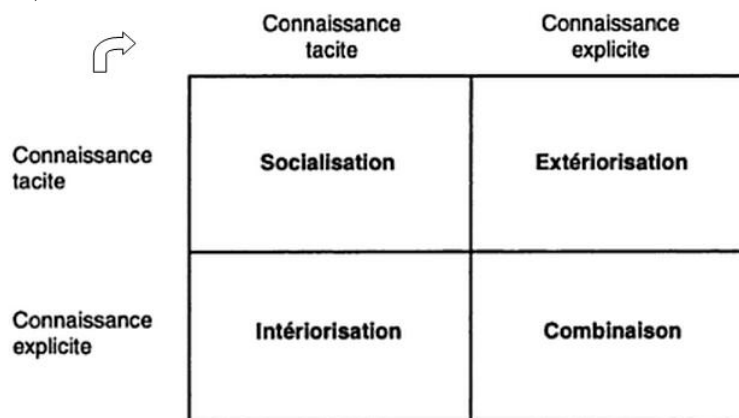 Connaissance tacite
Connaissance explicite
Connaissance tacite
Socialisation
Extériorisation
Connaissance explicite
Intériorisation
Combinaison